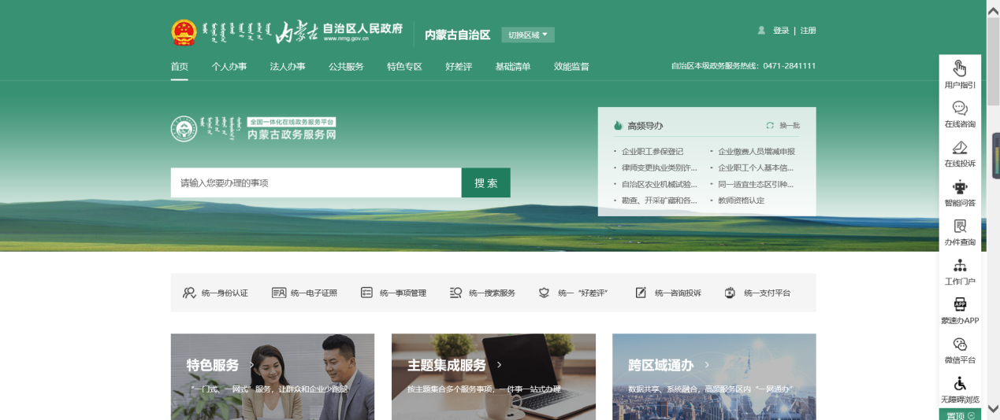 内蒙古自治区人民政府
www.nmg.gov.cn
内蒙古自治区
切换区域
登录 | 注册
首页 个人办事 法人办事 公共服务 特色专区 好差评 基础清单 效能监督
自治区本级政务服务热线：0471-2841111
全国一体化在线政务服务平台
内蒙古政务服务网
请输入您要办理的事项
搜索
高频导办
换一批
· 企业职工参保登记
· 企业缴费人员增减申报
· 律师变更执业类别许...
· 企业职工个人基本信...
· 自治区农业机械试验...
· 同一适宜生态区引种...
· 勘查、开采矿藏和各...
· 教师资格认定
统一身份认证
统一电子证照
统一事项管理
统一搜索服务
统一“好差评”
统一咨询投诉
统一支付平台
特色服务
“一门式、一网式”服务，让群众和企业少跑腿
主题集成服务
按主题集合多个服务事项，一件事一站式办理
跨区域通办
数据共享、系统融合，高频服务区内“一网通办”
用户指引
在线咨询
在线投诉
智能问答
办件查询
工作门户
APP
蒙速办APP
微信平台
无障碍浏览
置顶